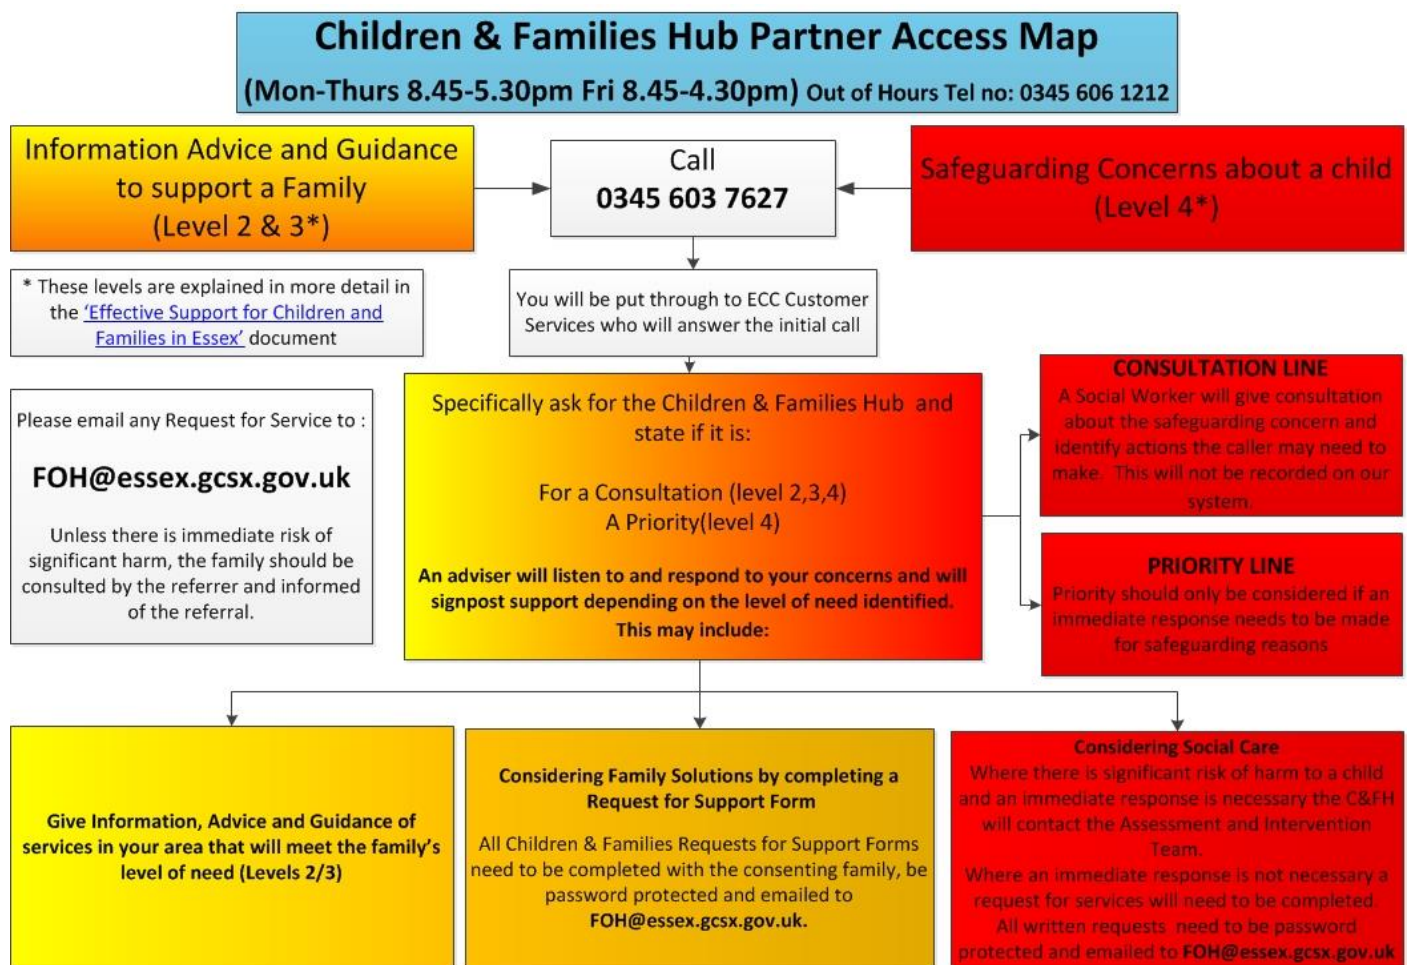 Children & Families Hub Partner Access Map
(Mon-Thurs 8.45-5.30pm Fri 8.45-4.30pm) Out of Hours Tel no: 0345 606 1212
Information Advice and Guidance
to support a Family
(Level 2 & 3*)
Call
0345 603 7627
Safeguarding Concerns about a child
(Level 4*)
* These levels are explained in more detail in
the 'Effective Support for Children and
Families in Essex' document
You will be put through to ECC Customer
Services who will answer the initial call
Please email any Request for Service to :
FOH@essex.gcsx.gov.uk
Unless there is immediate risk of
significant harm, the family should be
consulted by the referrer and informed
of the referral.
Specifically ask for the Children & Families Hub and
state if it is:
For a Consultation (level 2,3,4)
A Priority(level 4)
An adviser will listen to and respond to your concerns and will
signpost support depending on the level of need identified.
This may include:
CONSULTATION LINE
A Social Worker will give consultation
about the safeguarding concern and
identify actions the caller may need to
make. This will not be recorded on our
system.
PRIORITY LINE
Priority should only be considered if an
immediate response needs to be made
for safeguarding reasons
Give Information, Advice and Guidance of
services in your area that will meet the family's
level of need (Levels 2/3)
Considering Family Solutions by completing a
Request for Support Form
All Children & Families Requests for Support Forms
need to be completed with the consenting family, be
password protected and emailed to
FOH@essex.gcsx.gov.uk.
Considering Social Care
Where there is significant risk of harm to a child
and an immediate response is necessary the C&FH
will contact the Assessment and Intervention
Team.
Where an immediate response is not necessary a
request for services will need to be completed.
All written requests need to be password
protected and emailed to FOH@essex.gcsx.gov.uk